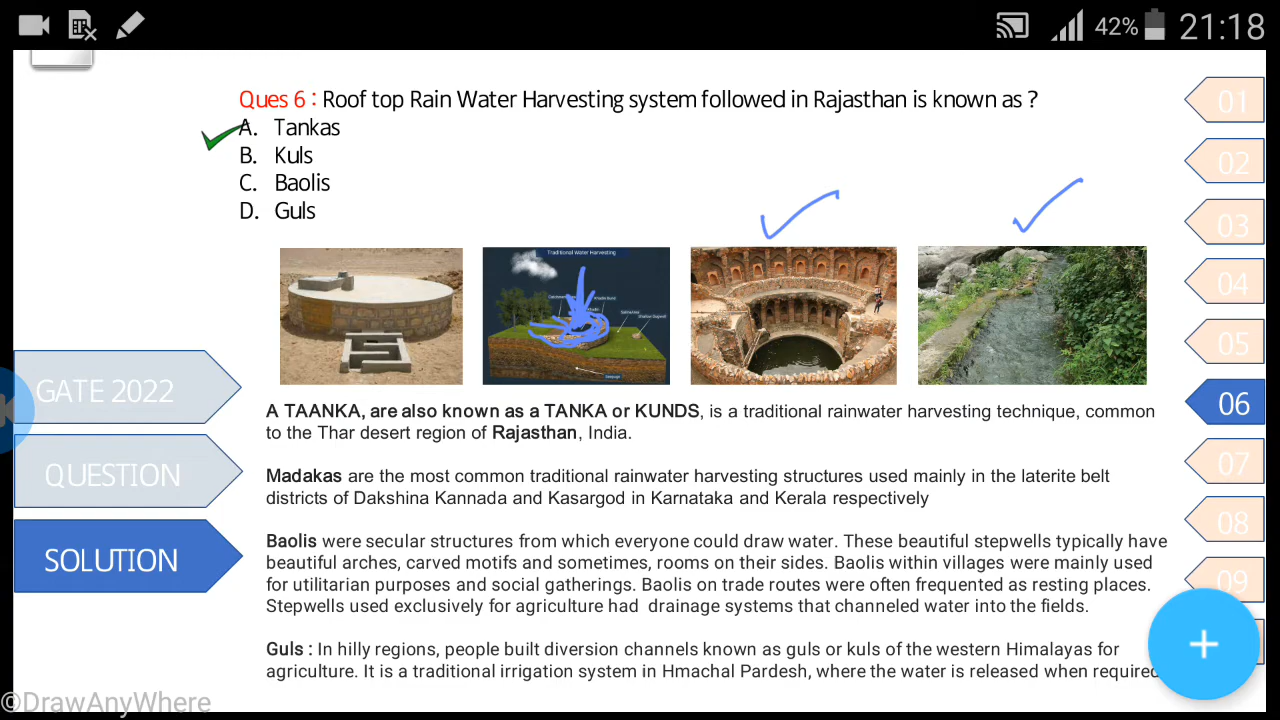 42% 21:18
Ques 6 : Roof top Rain Water Harvesting system followed in Rajasthan is known as ?
A. Tankas
B. Kuls
C. Baolis
D. Guls
Traditional Water Harvesting
A TAANKA, are also known as a TANKA or KUNDS, is a traditional rainwater harvesting technique, common
to the Thar desert region of Rajasthan, India.
Madakas are the most common traditional rainwater harvesting structures used mainly in the laterite belt
districts of Dakshina Kannada and Kasargod in Karnataka and Kerala respectively
Baolis were secular structures from which everyone could draw water. These beautiful stepwells typically have
beautiful arches, carved motifs and sometimes, rooms on their sides. Baolis within villages were mainly used
for utilitarian purposes and social gatherings. Baolis on trade routes were often frequented as resting places.
Stepwells used exclusively for agriculture had drainage systems that channeled water into the fields.
Guls : In hilly regions, people built diversion channels known as guls or kuls of the western Himalayas for
agriculture. It is a traditional irrigation system in Hmachal Pardesh, where the water is released when required
GATE 2022
QUESTION
SOLUTION
01
02
03
04
05
06
07
08
09
+
©DrawAnyWhere